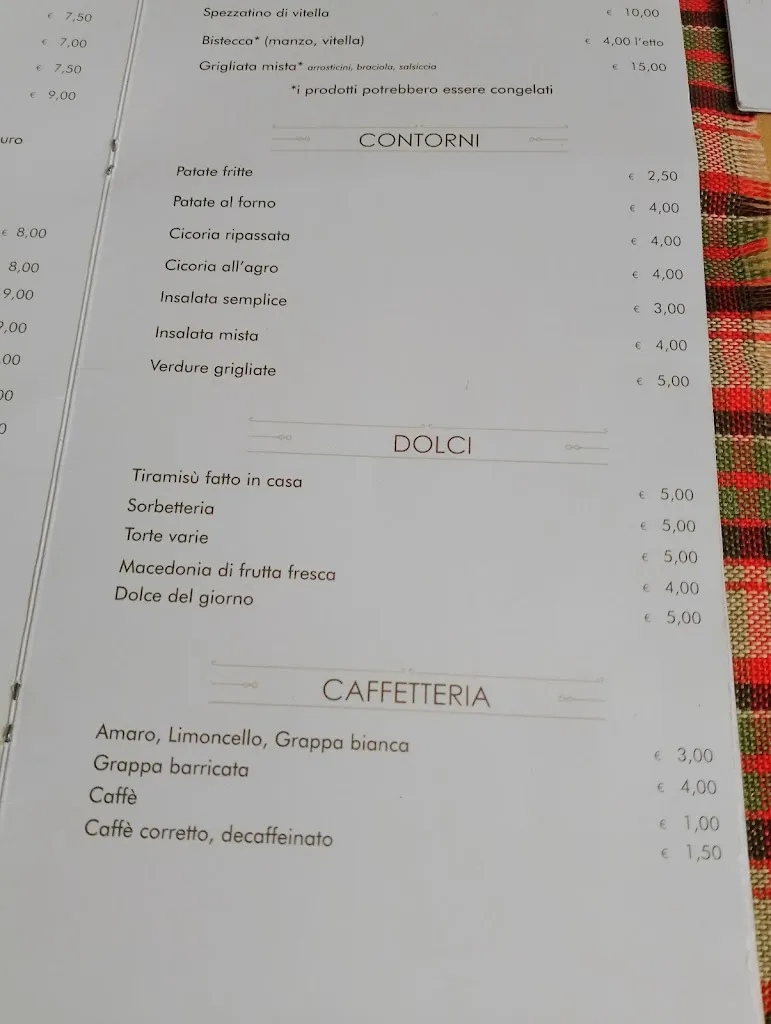 € 7,50
€ 7,00
€ 7,50
€ 9,00
€ 8,00
8,00
9,00
Spezzatino di vitella € 10,00
Bistecca* (manzo, vitella) € 4,00 l'etto
Grigliata mista* arrosticini, braciola, salsiccia € 15,00
*i prodotti potrebbero essere congelati
CONTORNI
Patate fritte € 2,50
Patate al forno € 4,00
Cicoria ripassata € 4,00
Cicoria all'agro € 4,00
Insalata semplice € 3,00
Insalata mista € 4,00
Verdure grigliate € 5,00
DOLCI
Tiramisù fatto in casa € 5,00
Sorbetteria € 5,00
Torte varie € 5,00
Macedonia di frutta fresca € 4,00
Dolce del giorno € 5,00
CAFFETTERIA
Amaro, Limoncello, Grappa bianca € 3,00
Grappa barricata € 4,00
Caffè € 1,00
Caffè corretto, decaffeinato € 1,50